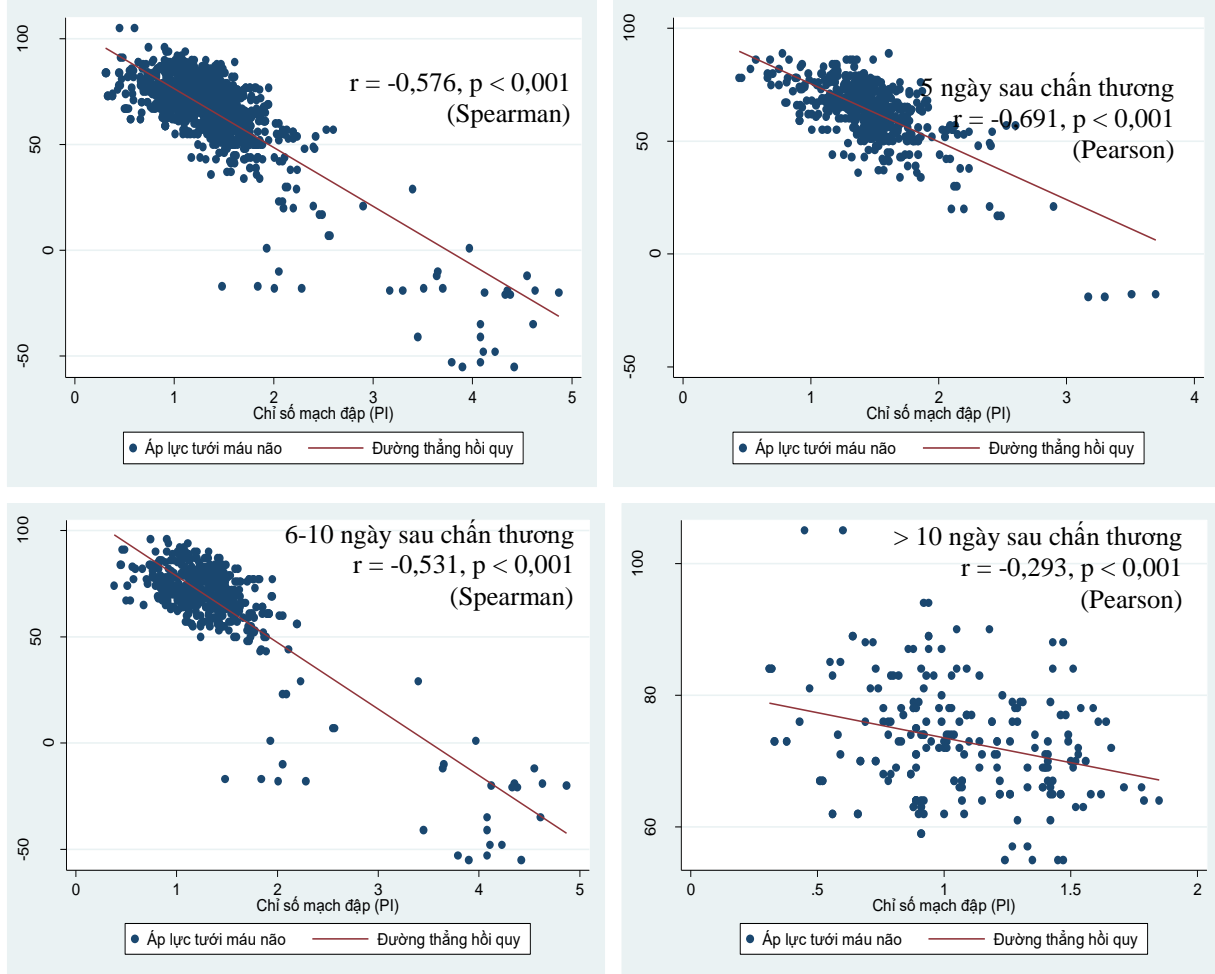 100
50
0
-50
r = -0,576, p < 0,001
(Spearman)
0 1 2 3 4 5
Chỉ số mạch đập (PI)
Áp lực tưới máu não Đường thẳng hồi quy
100
50
0
-50
5 ngày sau chấn thương
r = -0,691, p < 0,001
(Pearson)
0 1 2 3 4
Chỉ số mạch đập (PI)
Áp lực tưới máu não Đường thẳng hồi quy
100
50
0
-50
6-10 ngày sau chấn thương
r = -0,531, p < 0,001
(Spearman)
0 1 2 3 4 5
Chỉ số mạch đập (PI)
Áp lực tưới máu não Đường thẳng hồi quy
100
80
60
> 10 ngày sau chấn thương
r = -0,293, p < 0,001
(Pearson)
0 .5 1 1.5 2
Chỉ số mạch đập (PI)
Áp lực tưới máu não Đường thẳng hồi quy